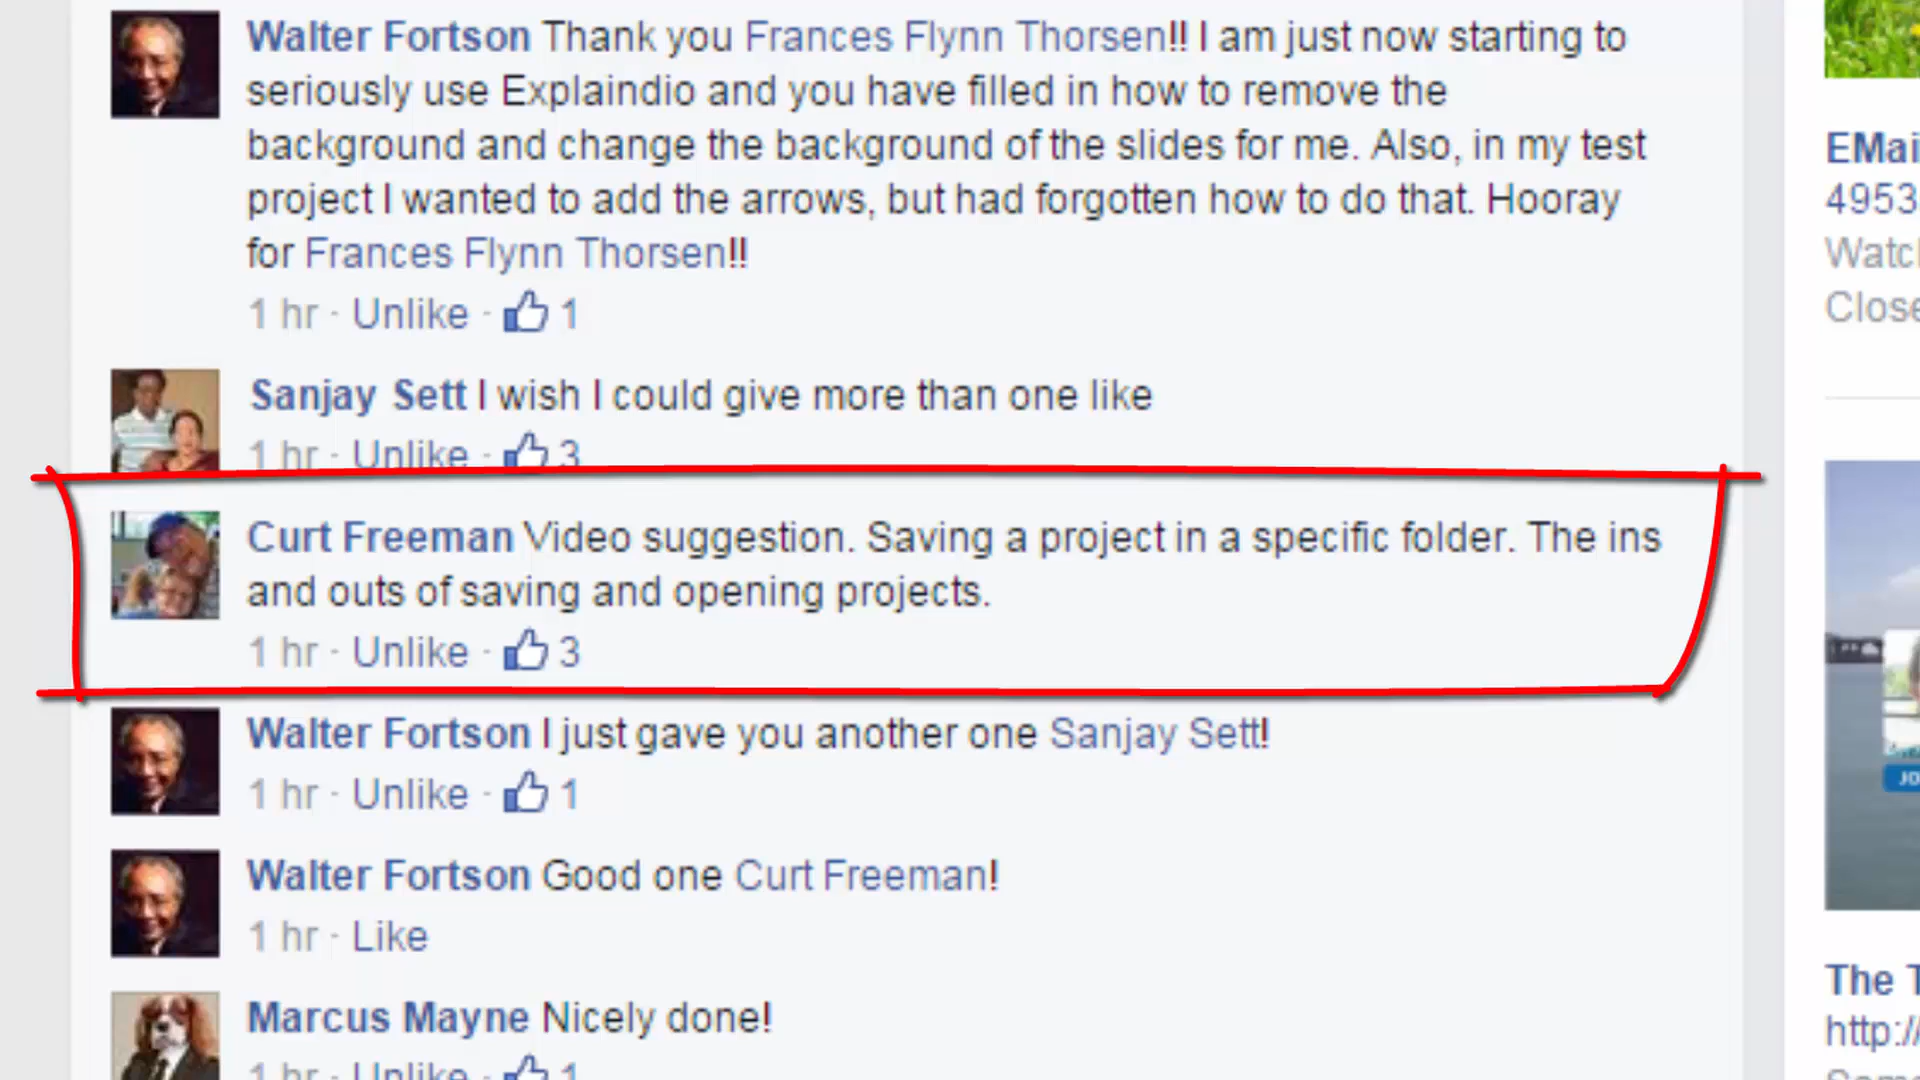 Walter Fortson Thank you Frances Flynn Thorsen!! I am just now starting to
seriously use Explaindio and you have filled in how to remove the
background and change the background of the slides for me. Also, in my test
project I wanted to add the arrows, but had forgotten how to do that. Hooray
for Frances Flynn Thorsen!!
1 hr · Unlike · 1
Sanjay Sett I wish I could give more than one like
1 hr · Unlike · 3
Curt Freeman Video suggestion. Saving a project in a specific folder. The ins
and outs of saving and opening projects.
1 hr · Unlike · 3
Walter Fortson I just gave you another one Sanjay Sett!
1 hr · Unlike · 1
Walter Fortson Good one Curt Freeman!
1 hr · Like
Marcus Mayne Nicely done!
1 hr · Unlike · 1
EMai
4953
Watc
Close
JO
The T
http://